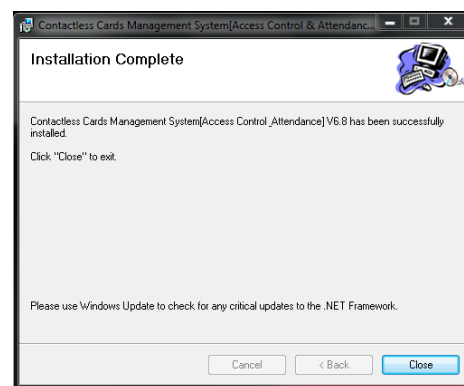 Contactless Cards Management System[Access Control & Attendanc...
Installation Complete
Contactless Cards Management System[Access Control_Attendance] V6.8 has been successfully
installed.
Click "Close" to exit.
Please use Windows Update to check for any critical updates to the .NET Framework.
Cancel
< Back
Close